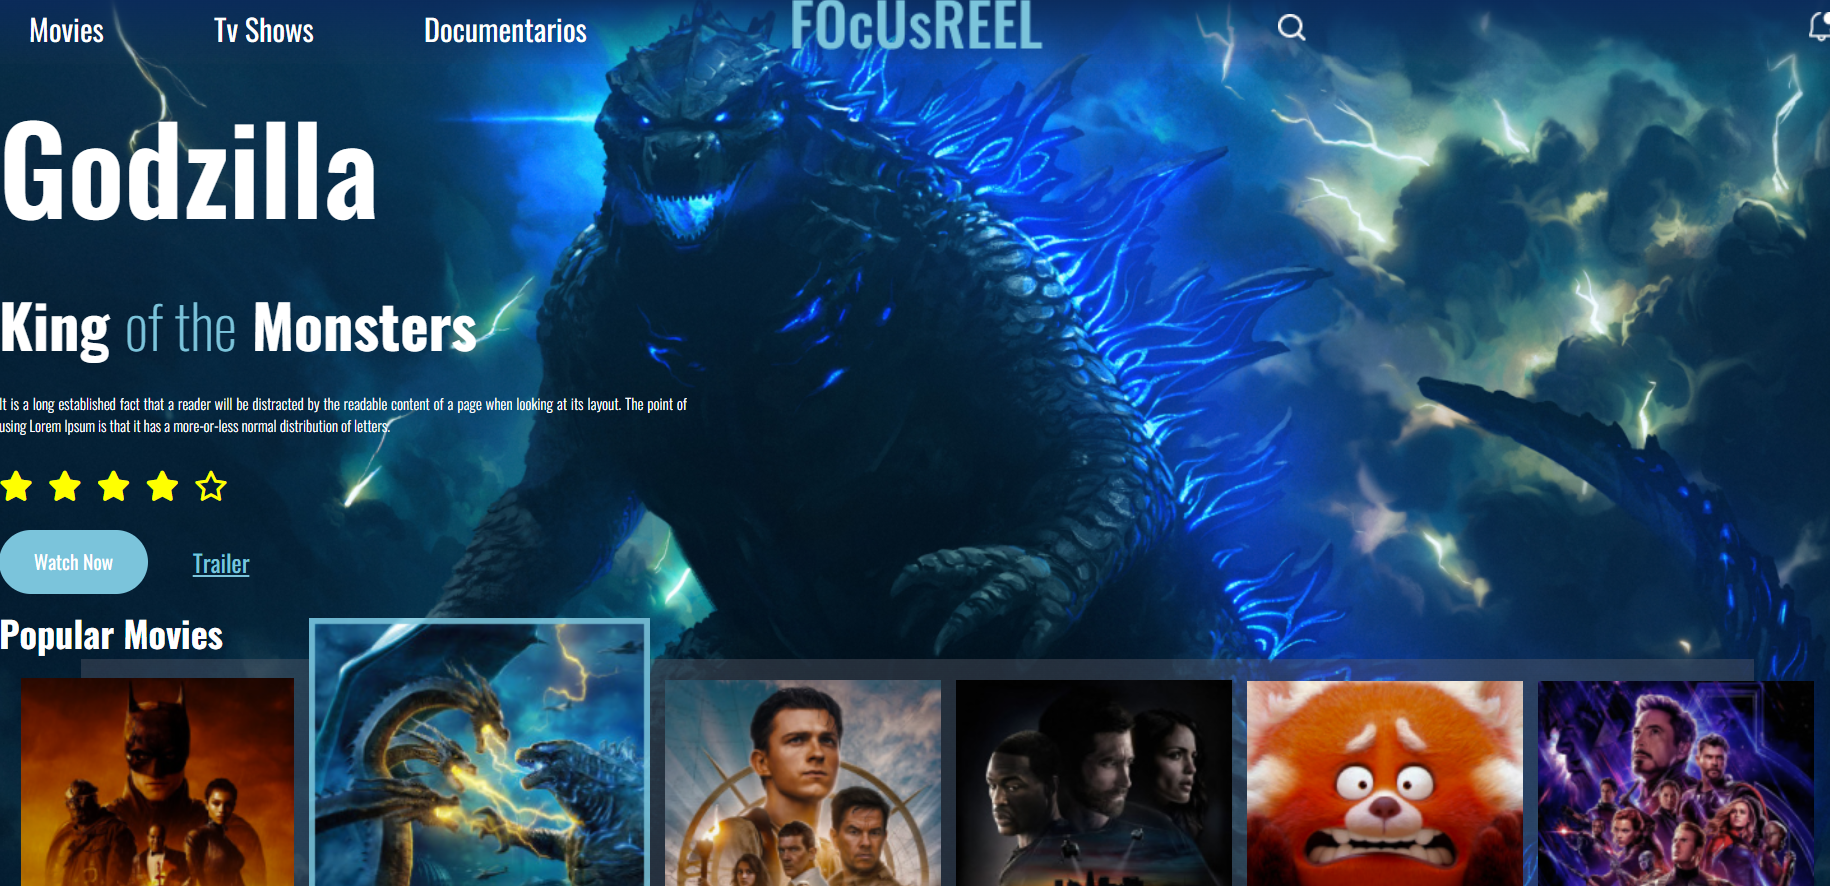 Movies
Tv Shows
Documentarios
FOcUsREEL
Godzilla
King of the Monsters
It is a long established fact that a reader will be distracted by the readable content of a page when looking at its layout. The point of
using Lorem Ipsum is that it has a more-or-less normal distribution of letters.
Watch Now
Trailer
Popular Movies